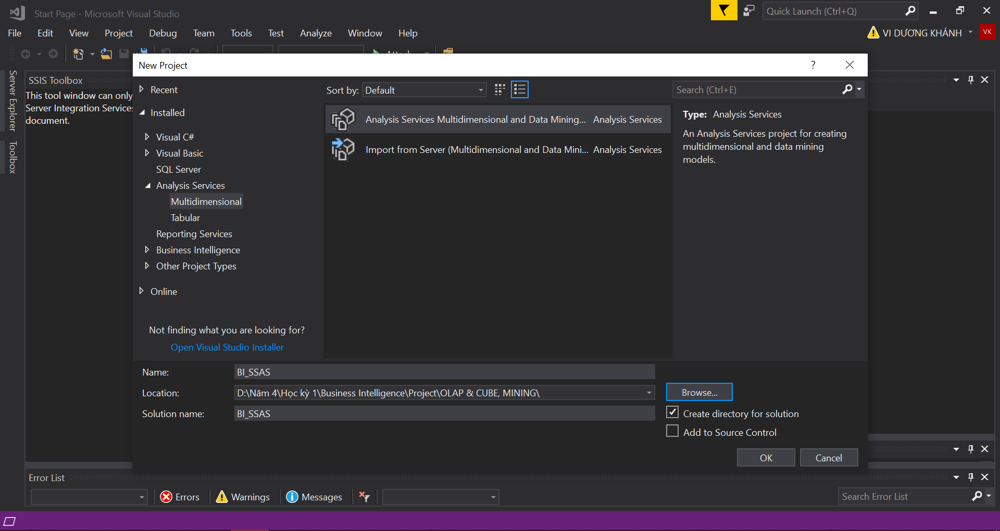 Start Page - Microsoft Visual Studio
Quick Launch (Ctrl+Q)
File Edit View Project Debug Team Tools Test Analyze Window Help
VI DƯƠNG KHÁNH
VK
Attach
Server Explorer
Toolbox
SSIS Toolbox
This tool window can only
Server Integration Services
document.
New Project
?
Recent
Installed
Visual C#
Visual Basic
SQL Server
Analysis Services
Multidimensional
Tabular
Reporting Services
Business Intelligence
Other Project Types
Online
Not finding what you are looking for?
Open Visual Studio Installer
Sort by: Default
Search (Ctrl+E)
Analysis Services Multidimensional and Data Mining... Analysis Services
Import from Server (Multidimensional and Data Mini... Analysis Services
Type: Analysis Services
An Analysis Services project for creating
multidimensional and data mining
models.
Name: BI_SSAS
Location: D:\Năm 4\Học kỳ 1\Business Intelligence\Project\OLAP & CUBE, MINING\
Browse...
Solution name: BI_SSAS
Create directory for solution
Add to Source Control
OK Cancel
Error List
Errors Warnings Messages
Search Error List